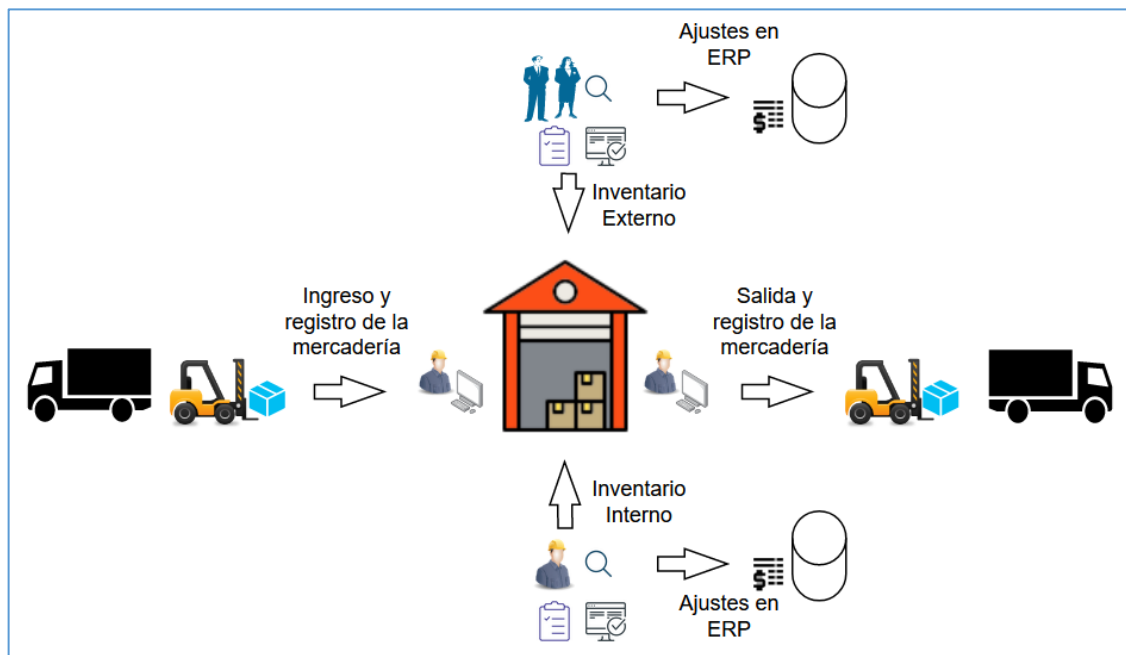 Ajustes en
ERP
Inventario
Externo
Ingreso y
registro de la
mercadería
Salida y
registro de la
mercadería
Inventario
Interno
Ajustes en
ERP